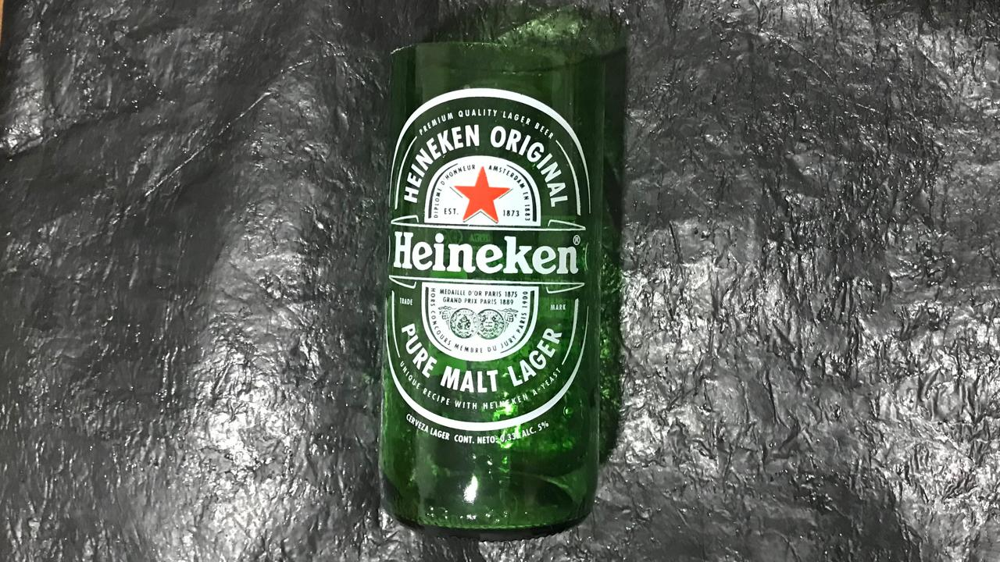 PREMIUM QUALITY LAGER BEER
HEINEKEN ORIGINAL
DIPLOME D'HONNEUR AMSTERDAM IN 1883
EST. 1873
Heineken®
MEDAILLE D'OR PARIS 1875
GRAND PRIX PARIS 1889
HORS CONCOURS MEMBRE DU JURY PARIS 1900
TRADE MARK
PURE MALT LAGER
UNIQUE RECIPE WITH HEINEKEN A-YEAST
CERVEZA LAGER CONT. NETO: ALC. 5%